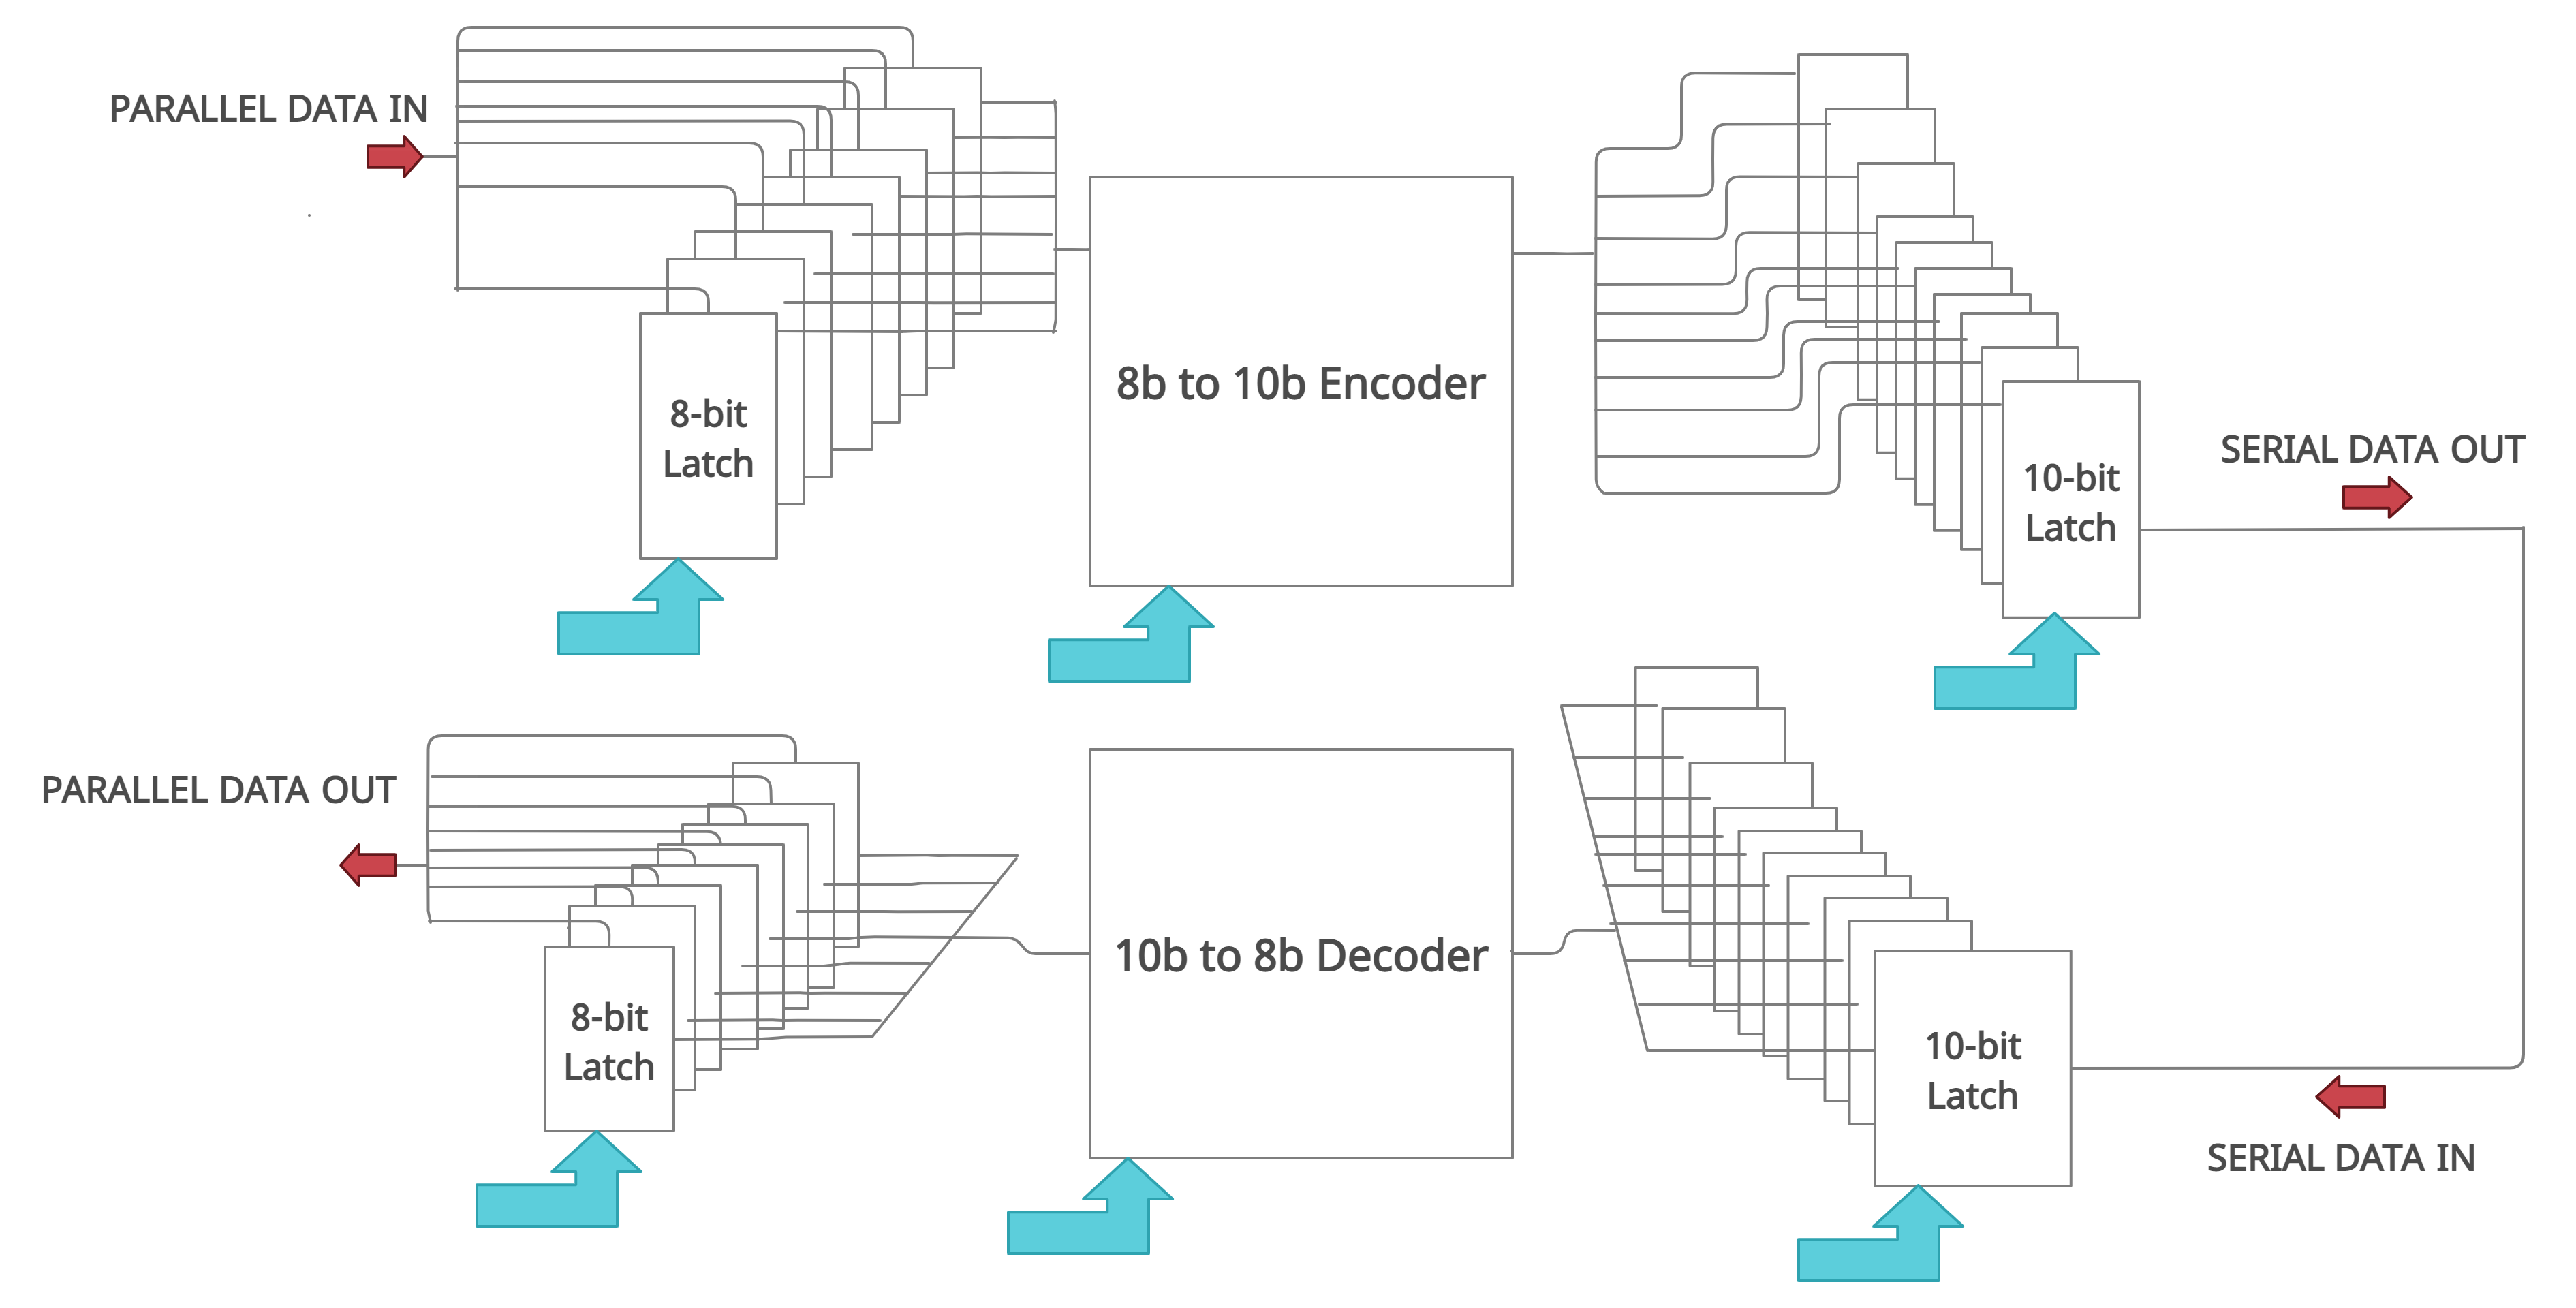 PARALLEL DATA IN
8b to 10b Encoder
8-bit
Latch
10-bit
Latch
SERIAL DATA OUT
PARALLEL DATA OUT
10b to 8b Decoder
8-bit
Latch
10-bit
Latch
SERIAL DATA IN